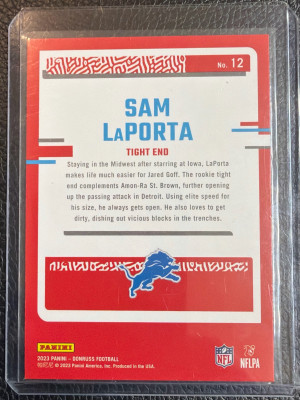 No. 12
SAM
LaPORTA
TIGHT END
Staying in the Midwest after starring at Iowa, LaPorta
makes life much easier for Jared Goff. The rookie tight
end complements Amon-Ra St. Brown, further opening
up the passing attack in Detroit. Using elite speed for
his size, he always gets open. He also loves to get
dirty, dishing out vicious blocks in the trenches.
PANINI
2023 PANINI – DONRUSS FOOTBALL
© 2023 Panini America, Inc. Produced in the USA.
NFL
NFLPA